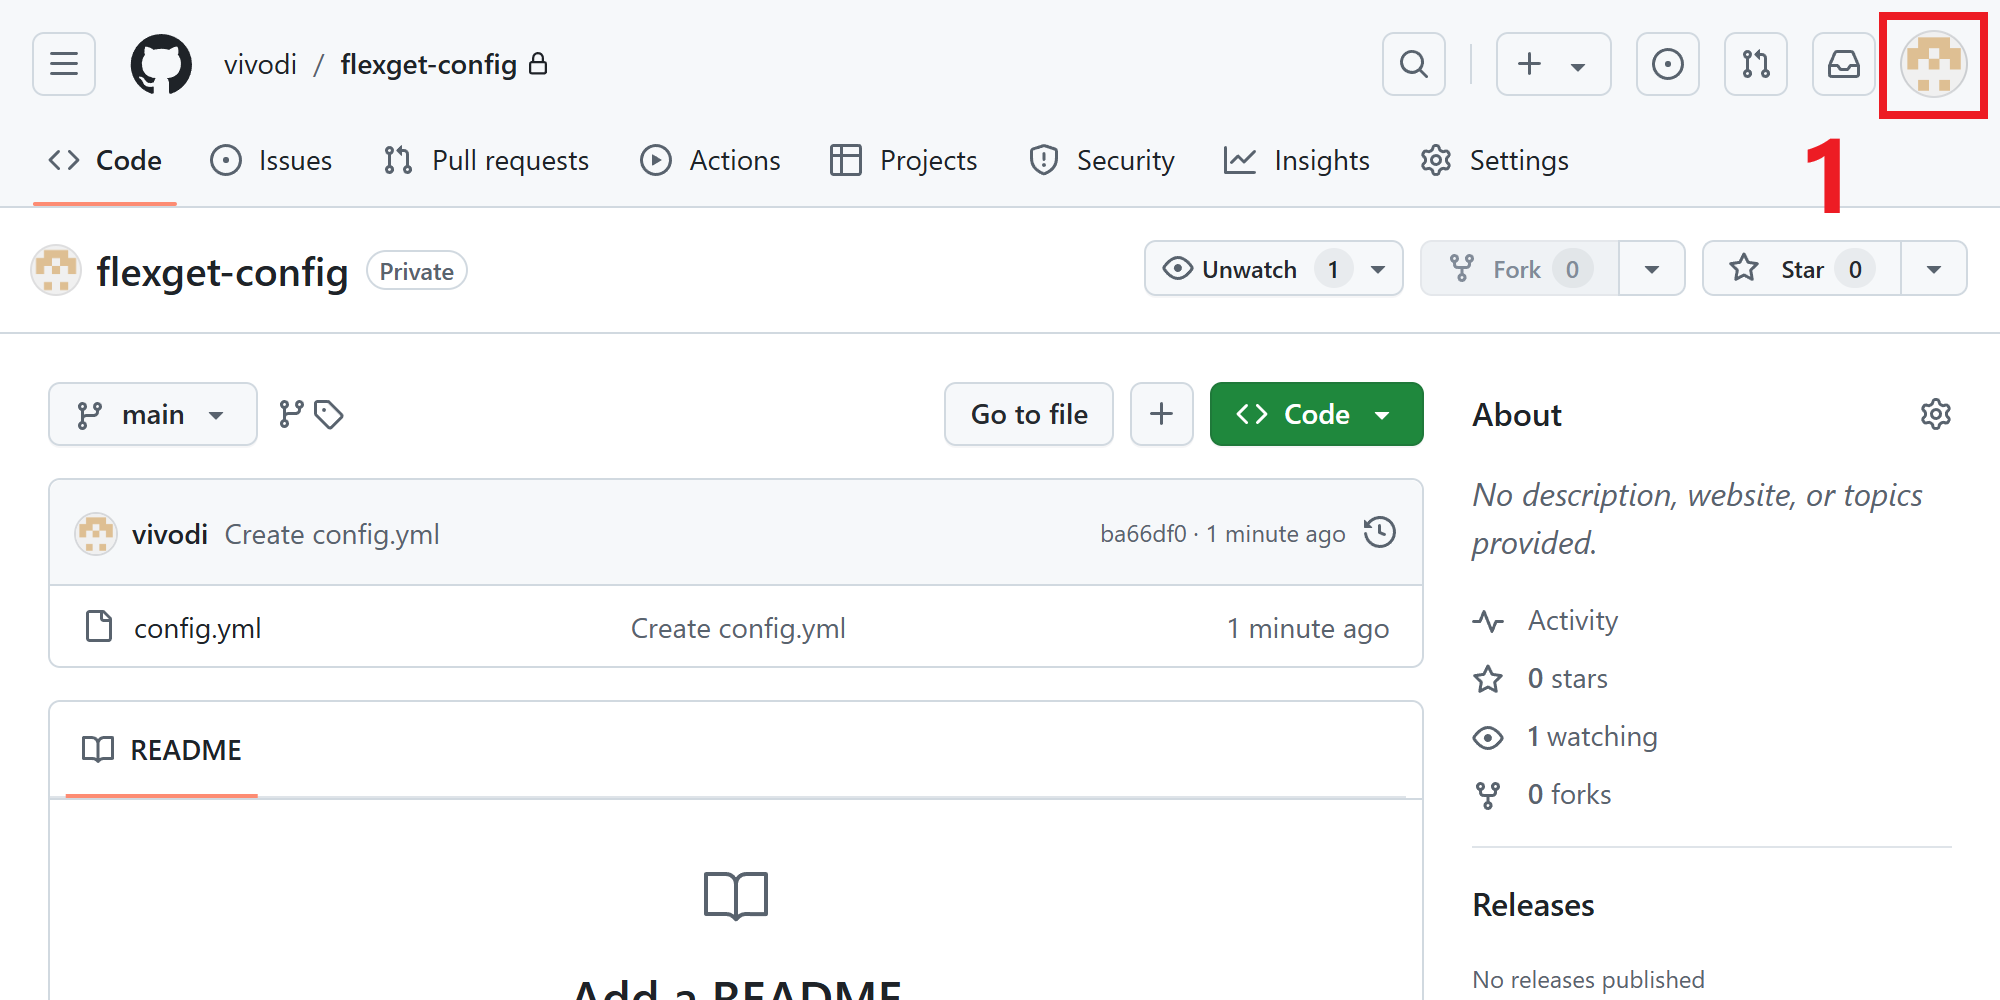 vivodi / flexget-config
1
Code Issues Pull requests Actions Projects Security Insights Settings
flexget-config Private
Unwatch 1 Fork 0 Star 0
main Go to file Code
About
No description, website, or topics
provided.
vivodi Create config.yml ba66df0 · 1 minute ago
config.yml Create config.yml 1 minute ago
Activity
0 stars
1 watching
0 forks
README
Add a README
Releases
No releases published